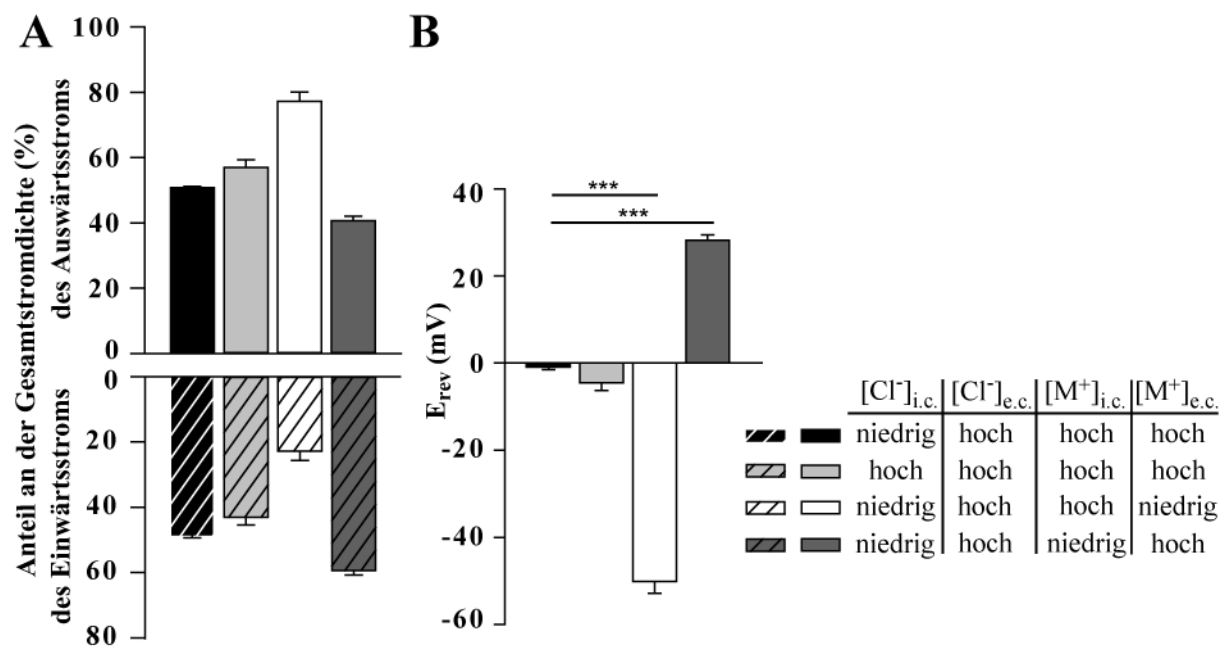 A
Anteil an der Gesamtstromdichte (%)
des Auswärtsstroms
des Einwärtsstroms
100
80
60
40
20
0
0
20
40
60
80
B
E_rev (mV)
40
20
0
-20
-40
-60
***
***
[Cl⁻]i.c. [Cl⁻]e.c. [M⁺]i.c. [M⁺]e.c.
niedrig hoch hoch hoch
hoch hoch hoch hoch
niedrig hoch hoch niedrig
niedrig hoch niedrig hoch